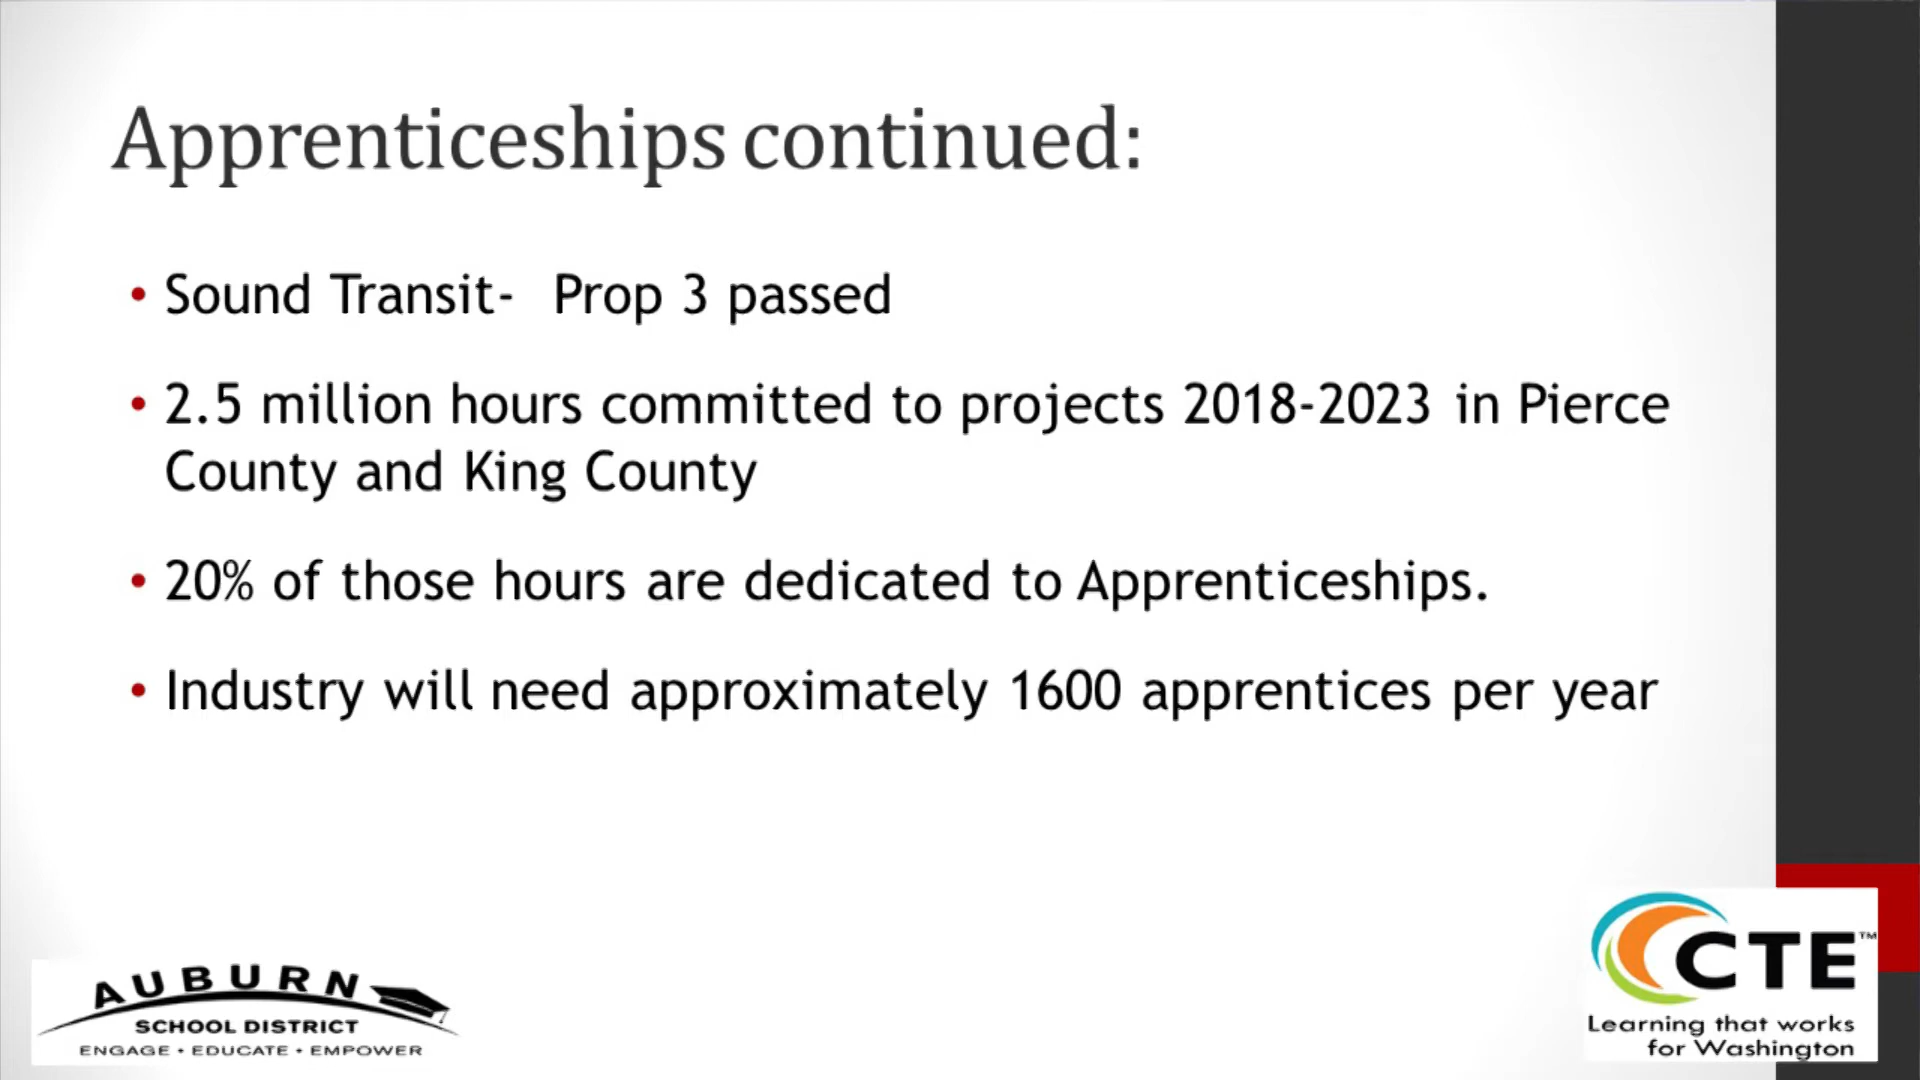 Apprenticeships continued:
• Sound Transit-  Prop 3 passed
• 2.5 million hours committed to projects 2018-2023 in Pierce
County and King County
• 20% of those hours are dedicated to Apprenticeships.
• Industry will need approximately 1600 apprentices per year
AUBURN
SCHOOL DISTRICT
ENGAGE • EDUCATE • EMPOWER
CTE™
Learning that works
for Washington